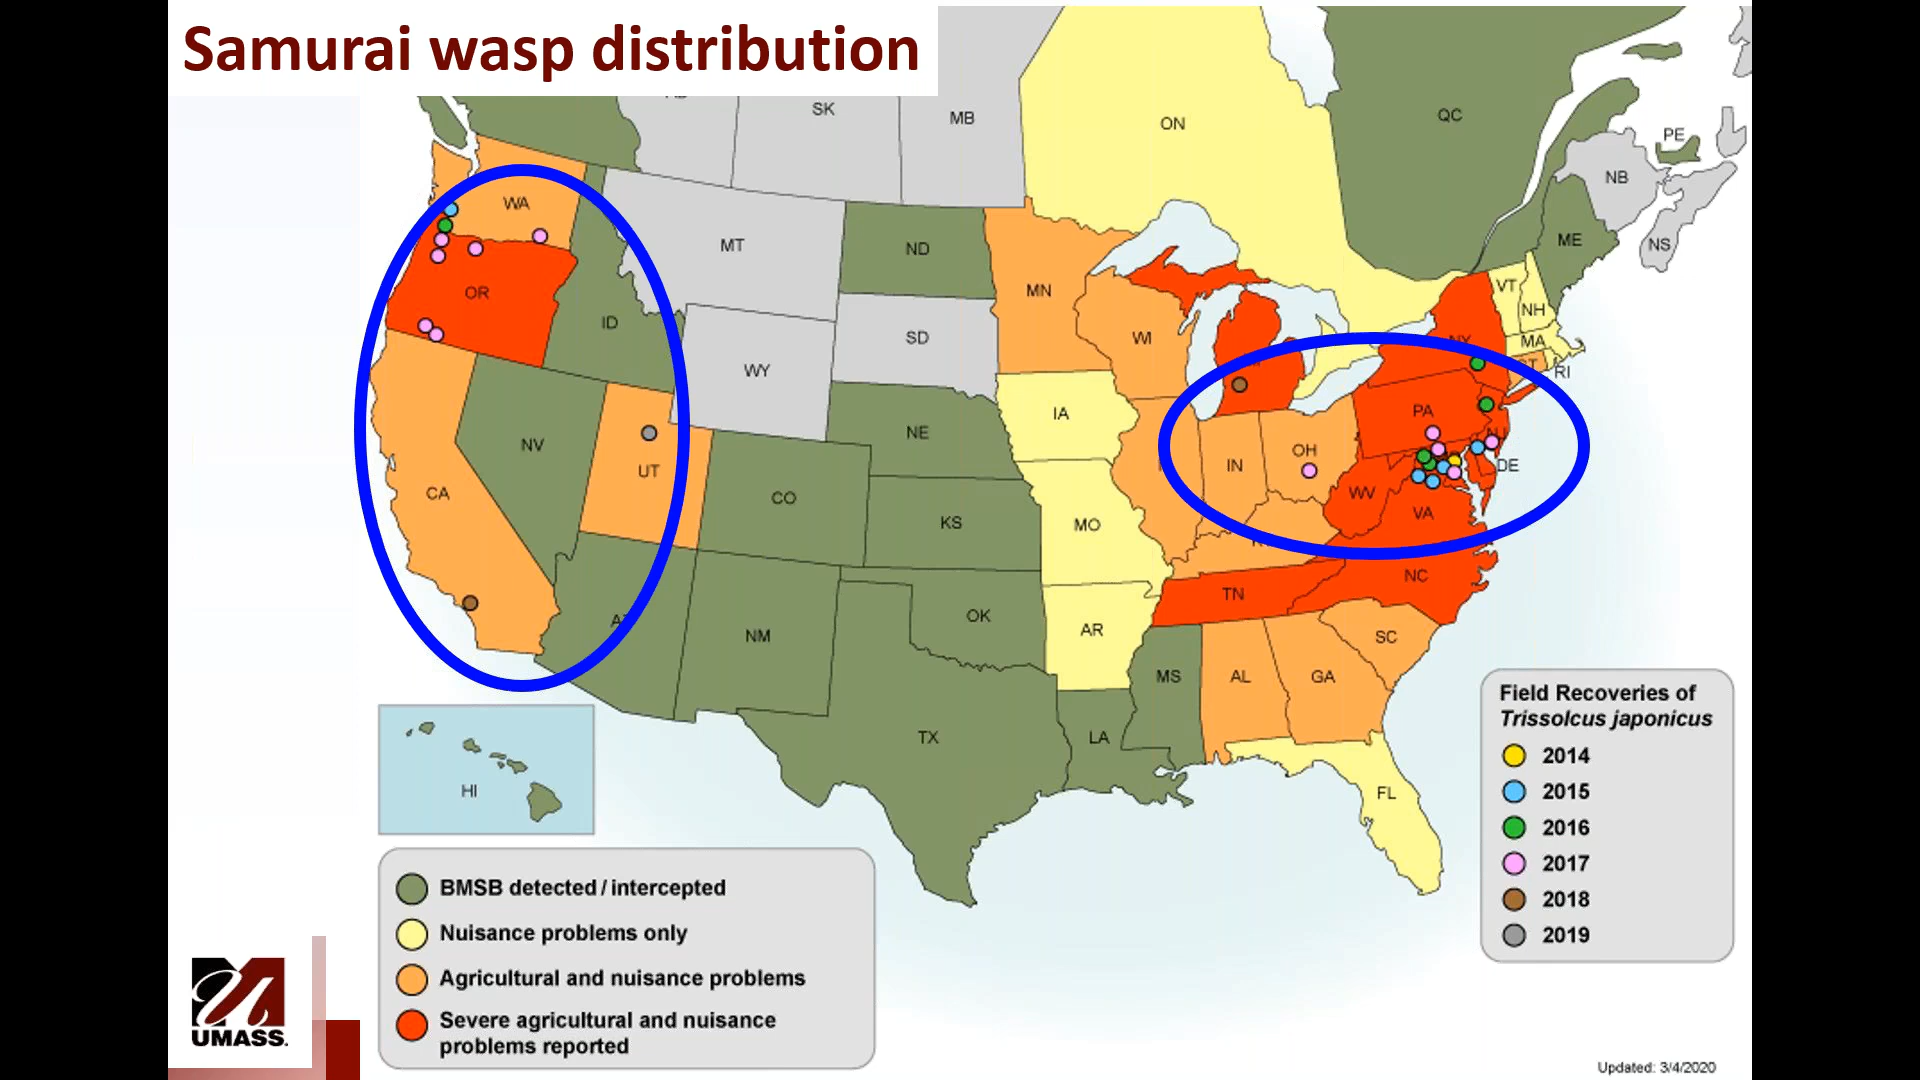 Samurai wasp distribution
SK
MB
ON
QC
PE
NB
NS
ME
WA
MT
ND
MN
VT
NH
MA
RI
OR
ID
SD
WI
NY
WY
IA
PA
NJ
DE
NV
UT
NE
IN
OH
WV
VA
CA
CO
KS
MO
NC
TN
OK
AR
SC
NM
MS
AL
GA
TX
LA
FL
HI
BMSB detected / intercepted
Nuisance problems only
Agricultural and nuisance problems
Severe agricultural and nuisance
problems reported
Field Recoveries of
Trissolcus japonicus
2014
2015
2016
2017
2018
2019
UMASS.
Updated: 3/4/2020